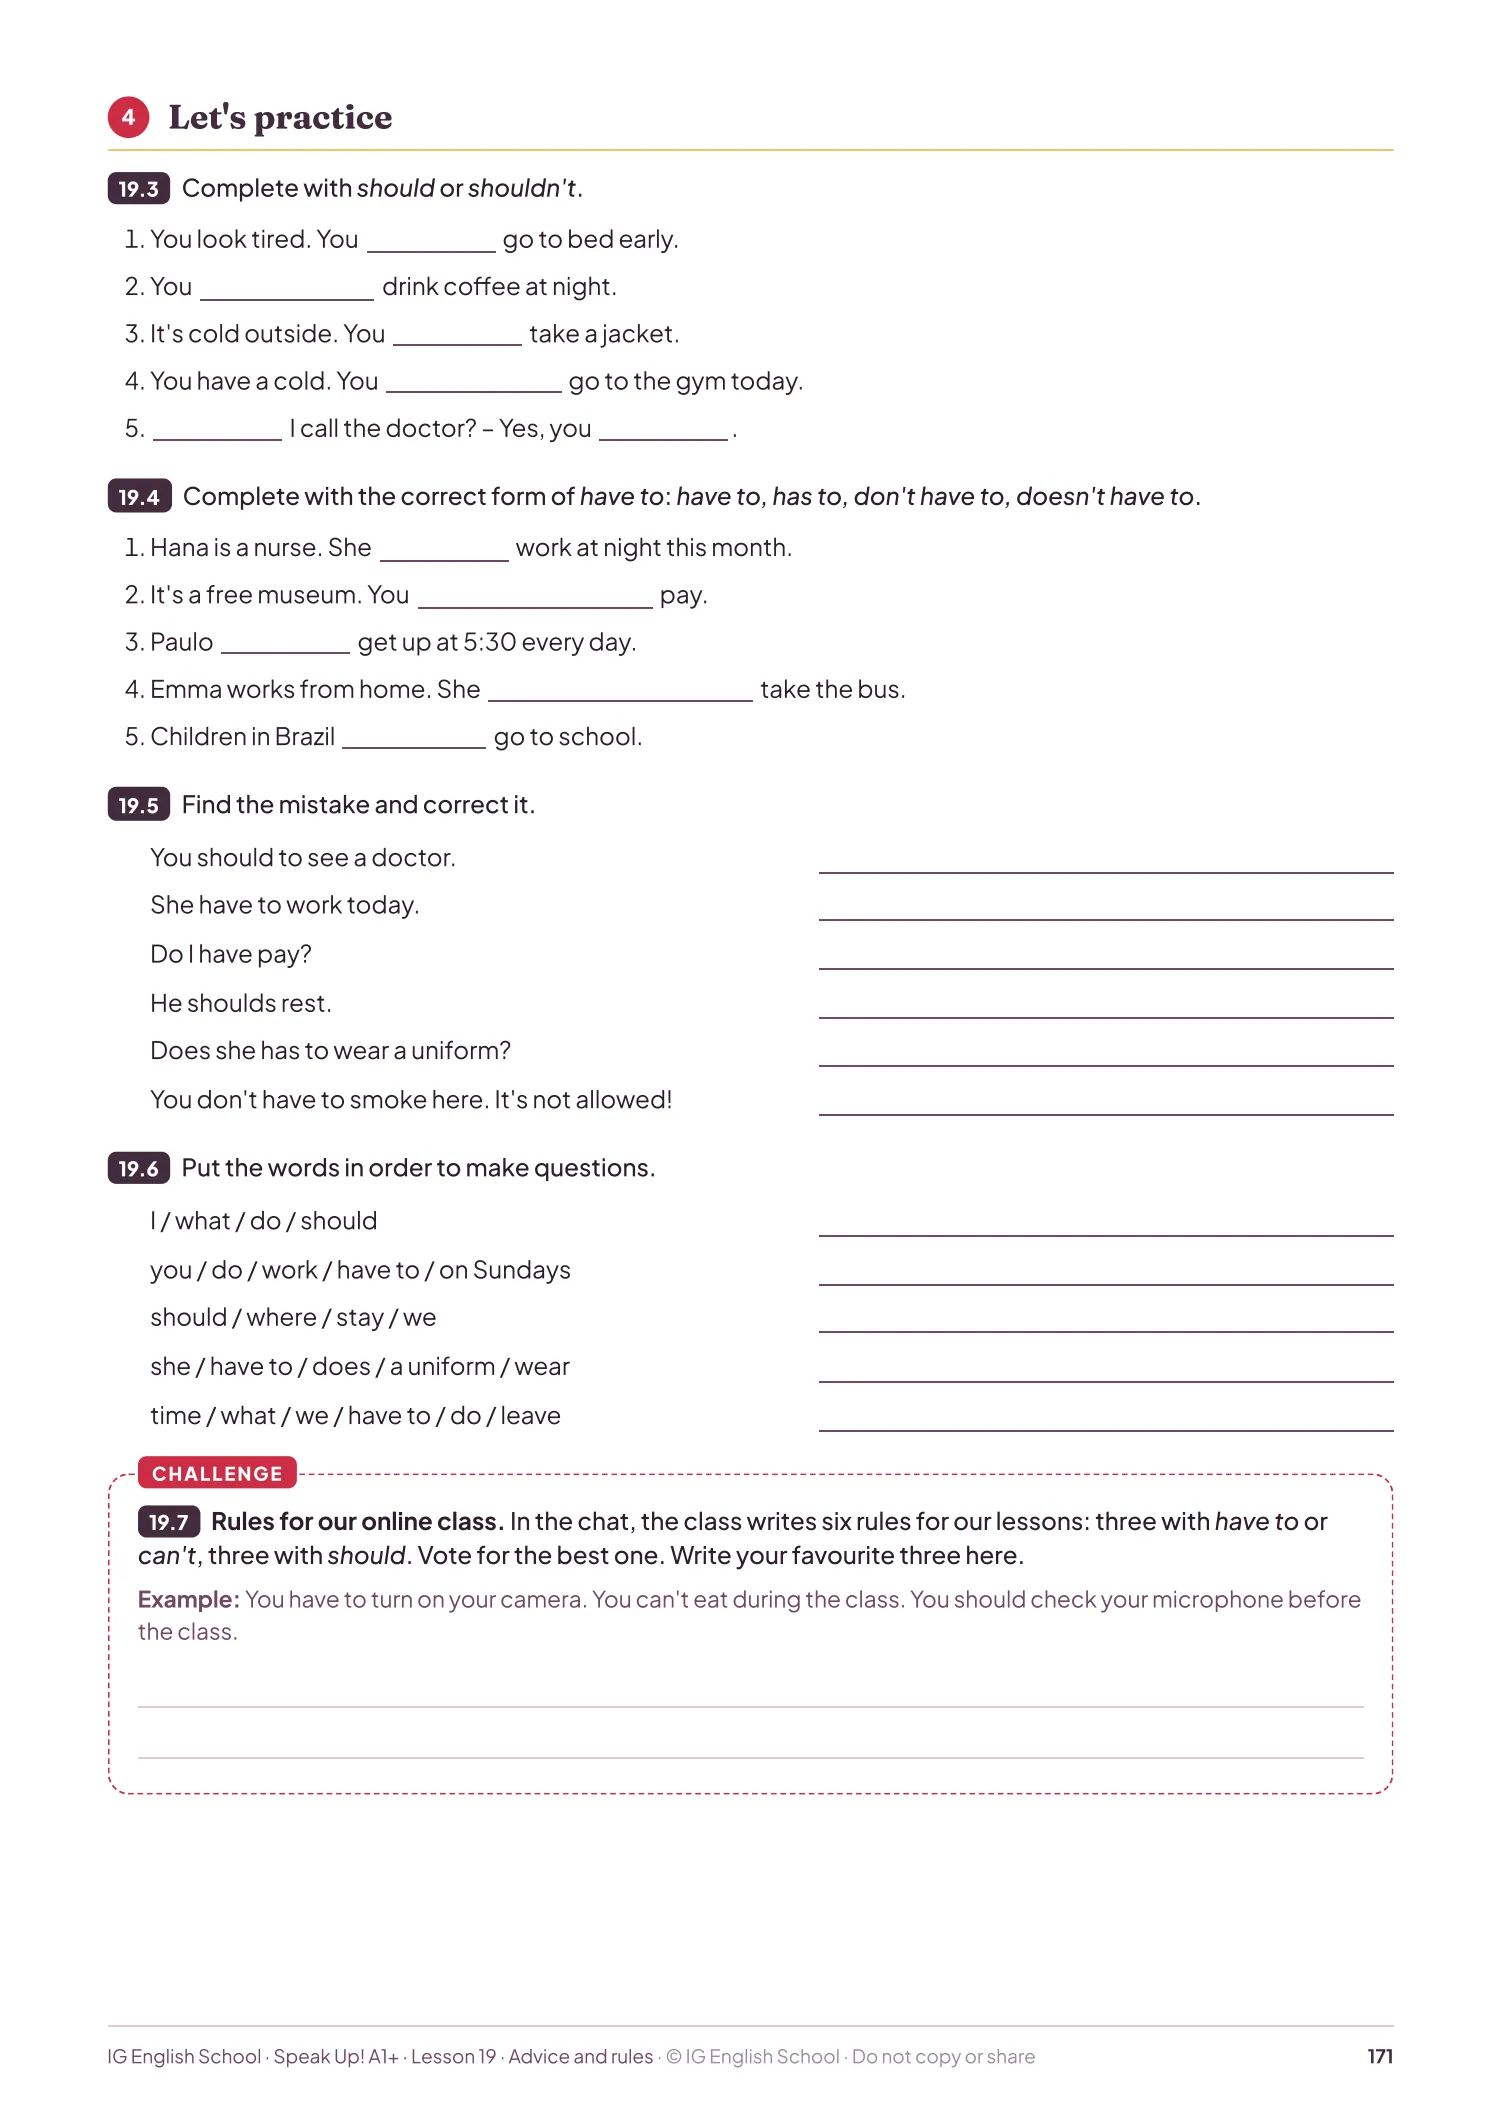 4 Let's practice
19.3 Complete with should or shouldn't.
1. You look tired. You __________ go to bed early.
2. You __________ drink coffee at night.
3. It's cold outside. You __________ take a jacket.
4. You have a cold. You __________ go to the gym today.
5. __________ I call the doctor? – Yes, you __________.
19.4 Complete with the correct form of have to: have to, has to, don't have to, doesn't have to.
1. Hana is a nurse. She __________ work at night this month.
2. It's a free museum. You __________ pay.
3. Paulo __________ get up at 5:30 every day.
4. Emma works from home. She __________ take the bus.
5. Children in Brazil __________ go to school.
19.5 Find the mistake and correct it.
You should to see a doctor.
She have to work today.
Do I have pay?
He shoulds rest.
Does she has to wear a uniform?
You don't have to smoke here. It's not allowed!
19.6 Put the words in order to make questions.
I / what / do / should
you / do / work / have to / on Sundays
should / where / stay / we
she / have to / does / a uniform / wear
time / what / we / have to / do / leave
CHALLENGE
19.7 Rules for our online class. In the chat, the class writes six rules for our lessons: three with have to or
can't, three with should. Vote for the best one. Write your favourite three here.
Example: You have to turn on your camera. You can't eat during the class. You should check your microphone before
the class.
IG English School · Speak Up! A1+ · Lesson 19 · Advice and rules · © IG English School · Do not copy or share 171